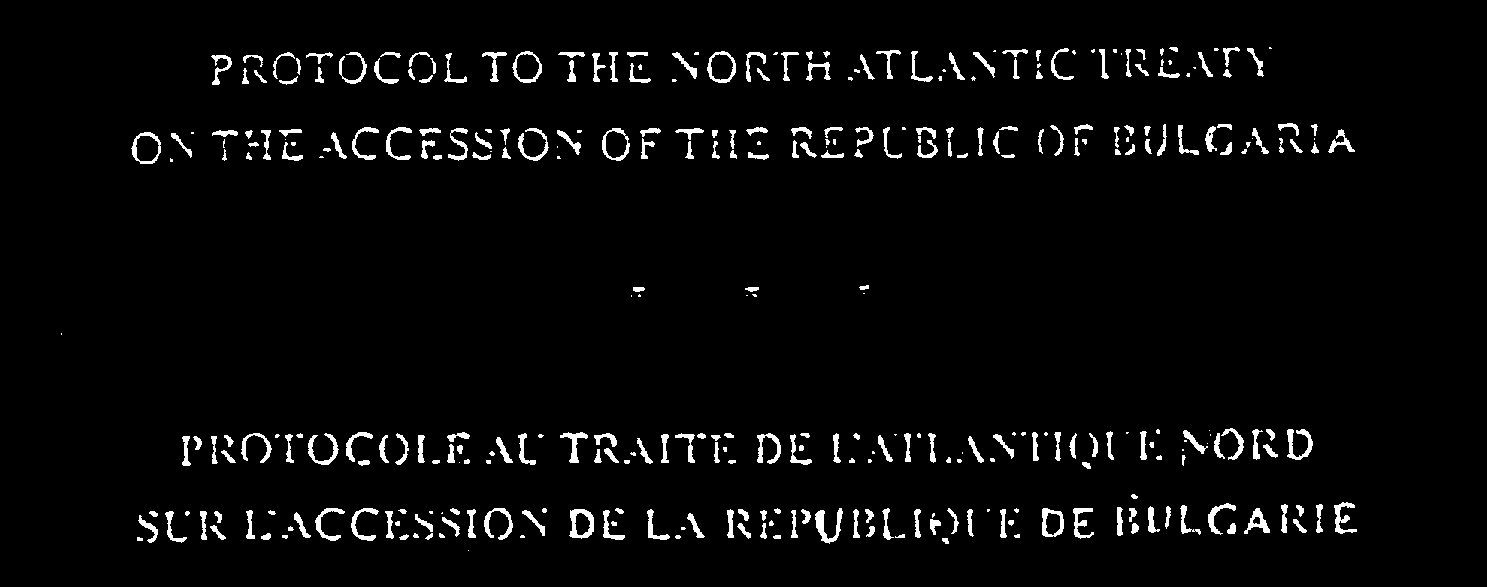 PROTOCOL TO THE NORTH ATLANTIC TREATY
ON THE ACCESSION OF THE REPUBLIC OF BULGARIA
* * *
PROTOCOLE AU TRAITE DE L'ATLANTIQUE NORD
SUR L'ACCESSION DE LA REPUBLIQUE DE BULGARIE